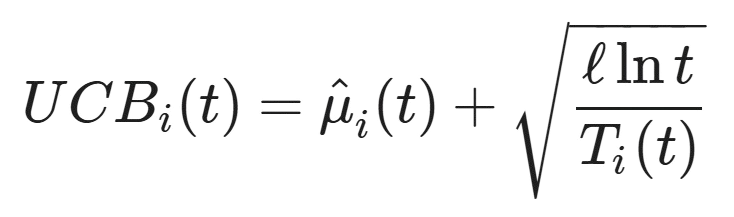 $UCB_i(t) = \hat{\mu}_i(t) + \sqrt{\frac{\ell \ln t}{T_i(t)}}$